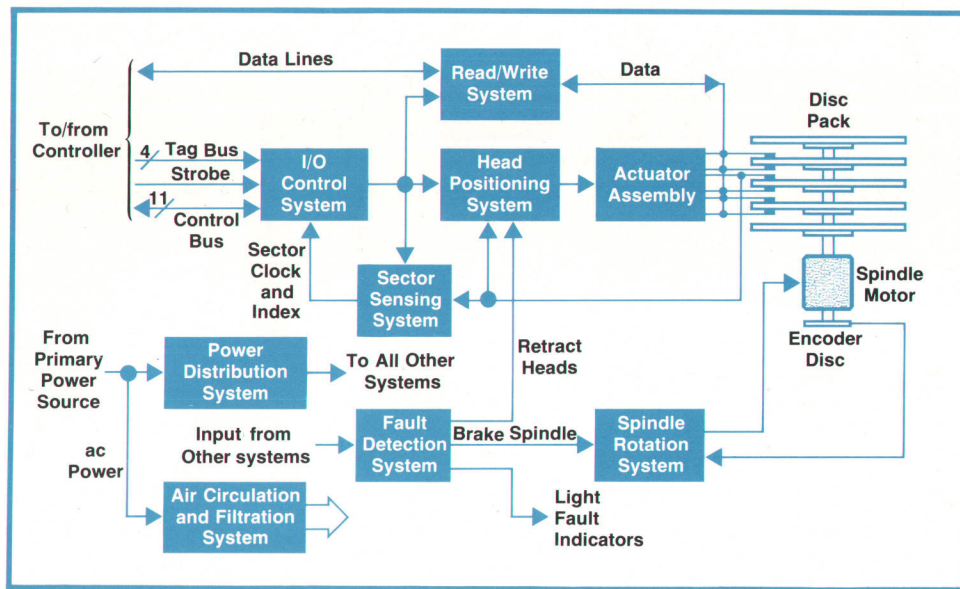 Data Lines
Read/Write
System
Data
Disc
Pack
To/from
Controller
4
Tag Bus
Strobe
11
Control
Bus
I/O
Control
System
Head
Positioning
System
Actuator
Assembly
Sector
Clock
and
Index
Sector
Sensing
System
Spindle
Motor
Encoder
Disc
From
Primary
Power
Source
Power
Distribution
System
To All Other
Systems
Retract
Heads
ac
Power
Input from
Other systems
Fault
Detection
System
Brake Spindle
Spindle
Rotation
System
Air Circulation
and Filtration
System
Light
Fault
Indicators